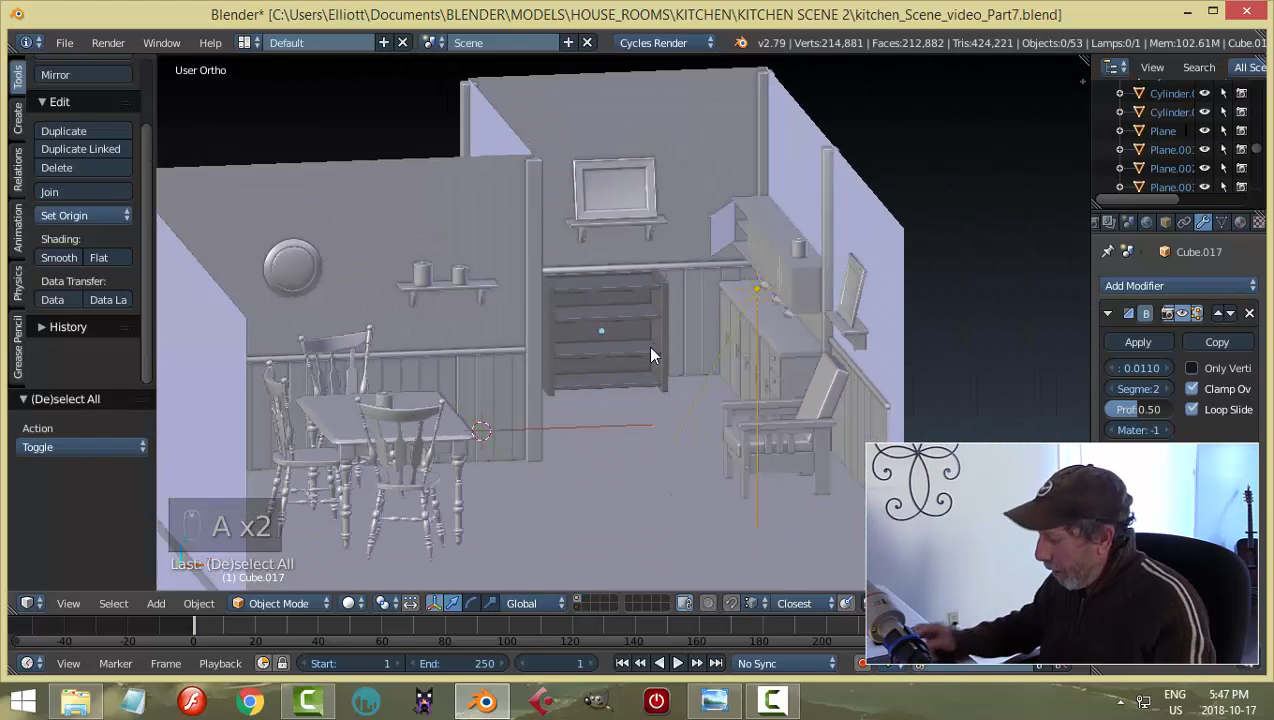 Blender* [C:\Users\Elliott\Documents\BLENDER\MODELS\HOUSE_ROOMS\KITCHEN\KITCHEN SCENE 2\kitchen_Scene_video_Part7.blend]
File Render Window Help Default Scene Cycles Render v2.79 | Verts:214,881 | Faces:212,882 | Tris:424,221 | Objects:0/53 | Lamps:0/1 | Mem:102.61M | Cube.01
Mirror
Edit
Duplicate
Duplicate Linked
Delete
Join
Set Origin
Shading:
Smooth Flat
Data Transfer:
Data Data La
History
(De)select All
Action
Toggle
Tools
Create
Relations
Animation
Physics
Grease Pencil
User Ortho
A x2
Last: (De)select All
(1) Cube.017
View Search All Sce
Cylinder.
Cylinder.
Plane
Plane.00
Plane.00
Plane.00
Cube.017
Add Modifier
B
Apply Copy
: 0.0110 Only Verti
Segme: 2 Clamp Ov
Prof: 0.50 Loop Slide
Mater: -1
View Select Add Object Object Mode Global Closest
-40 -20 0 20 40 60 80 100 120 140 160 180 200
View Marker Frame Playback Start: 1 End: 250 1 No Sync
ENG 5:47 PM
US 2018-10-17